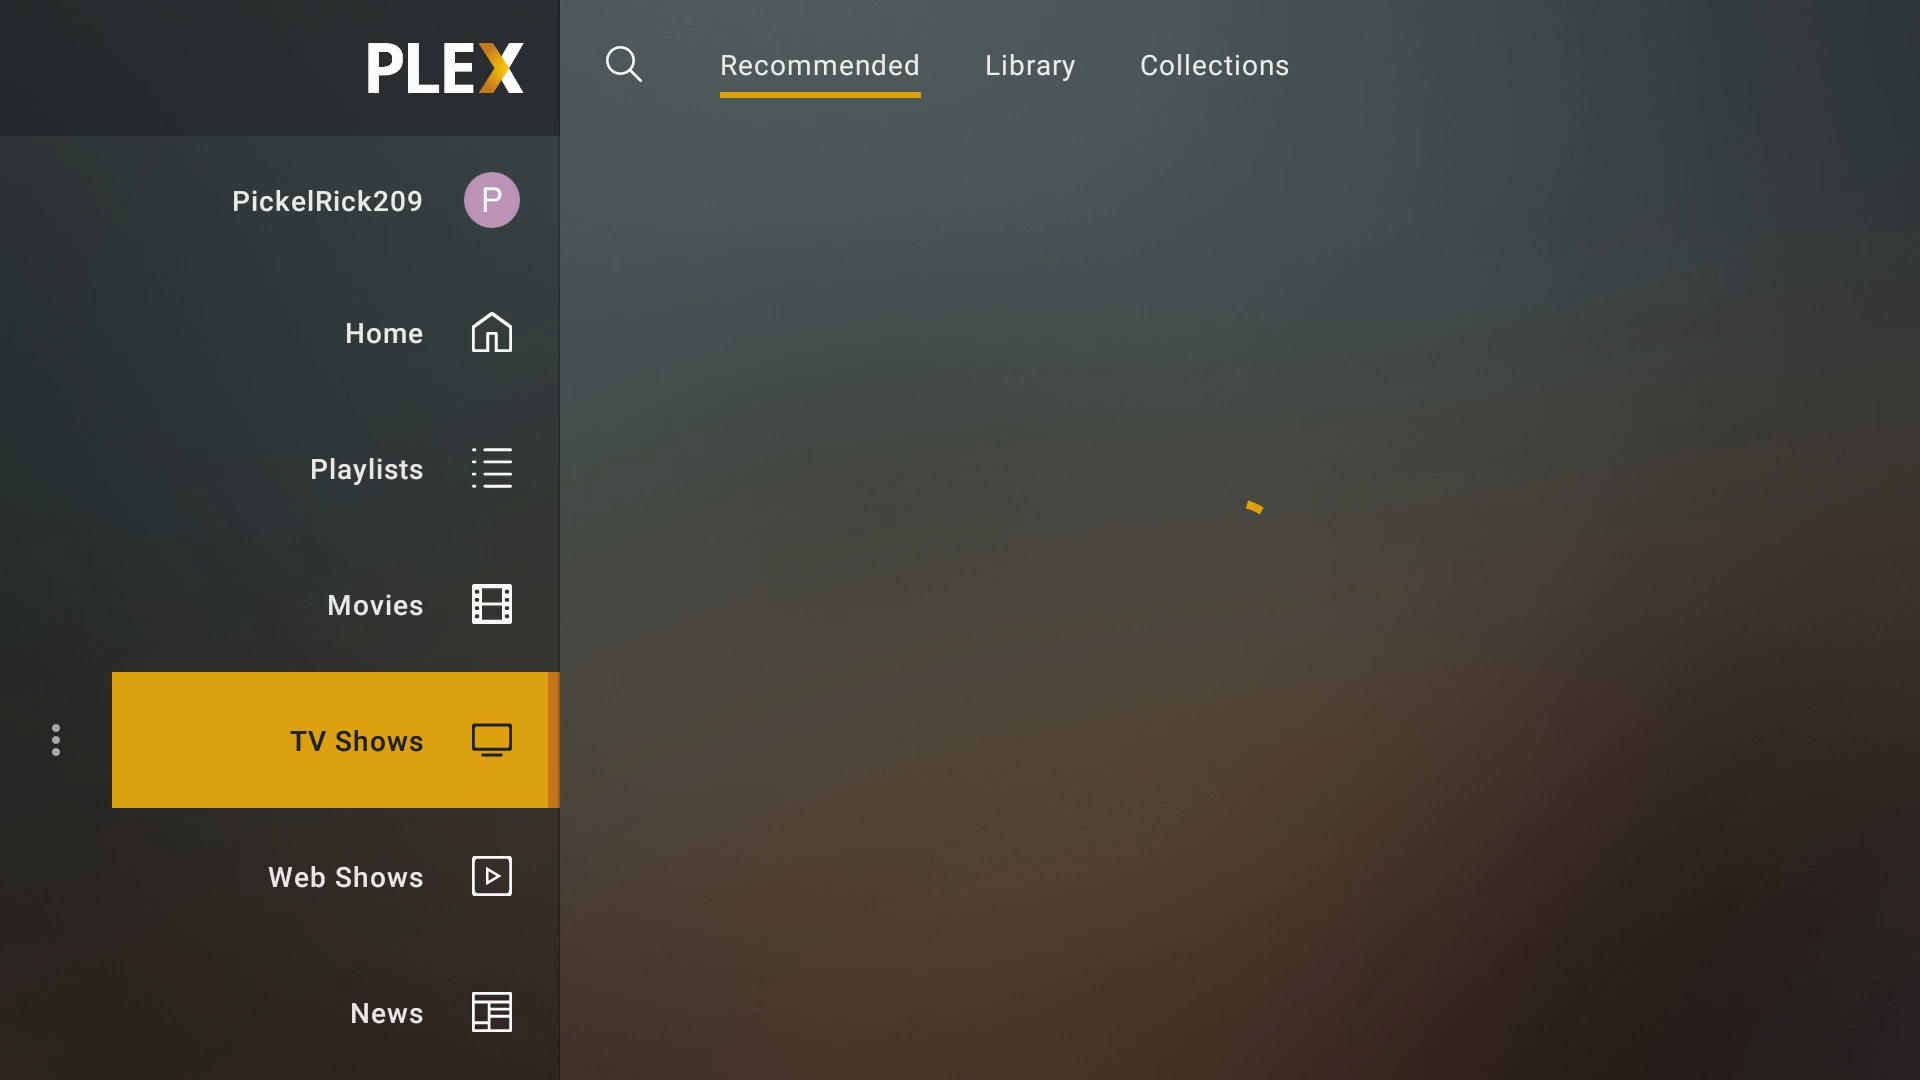 PLEX
Recommended
Library
Collections
PickelRick209
P
Home
Playlists
Movies
TV Shows
Web Shows
News